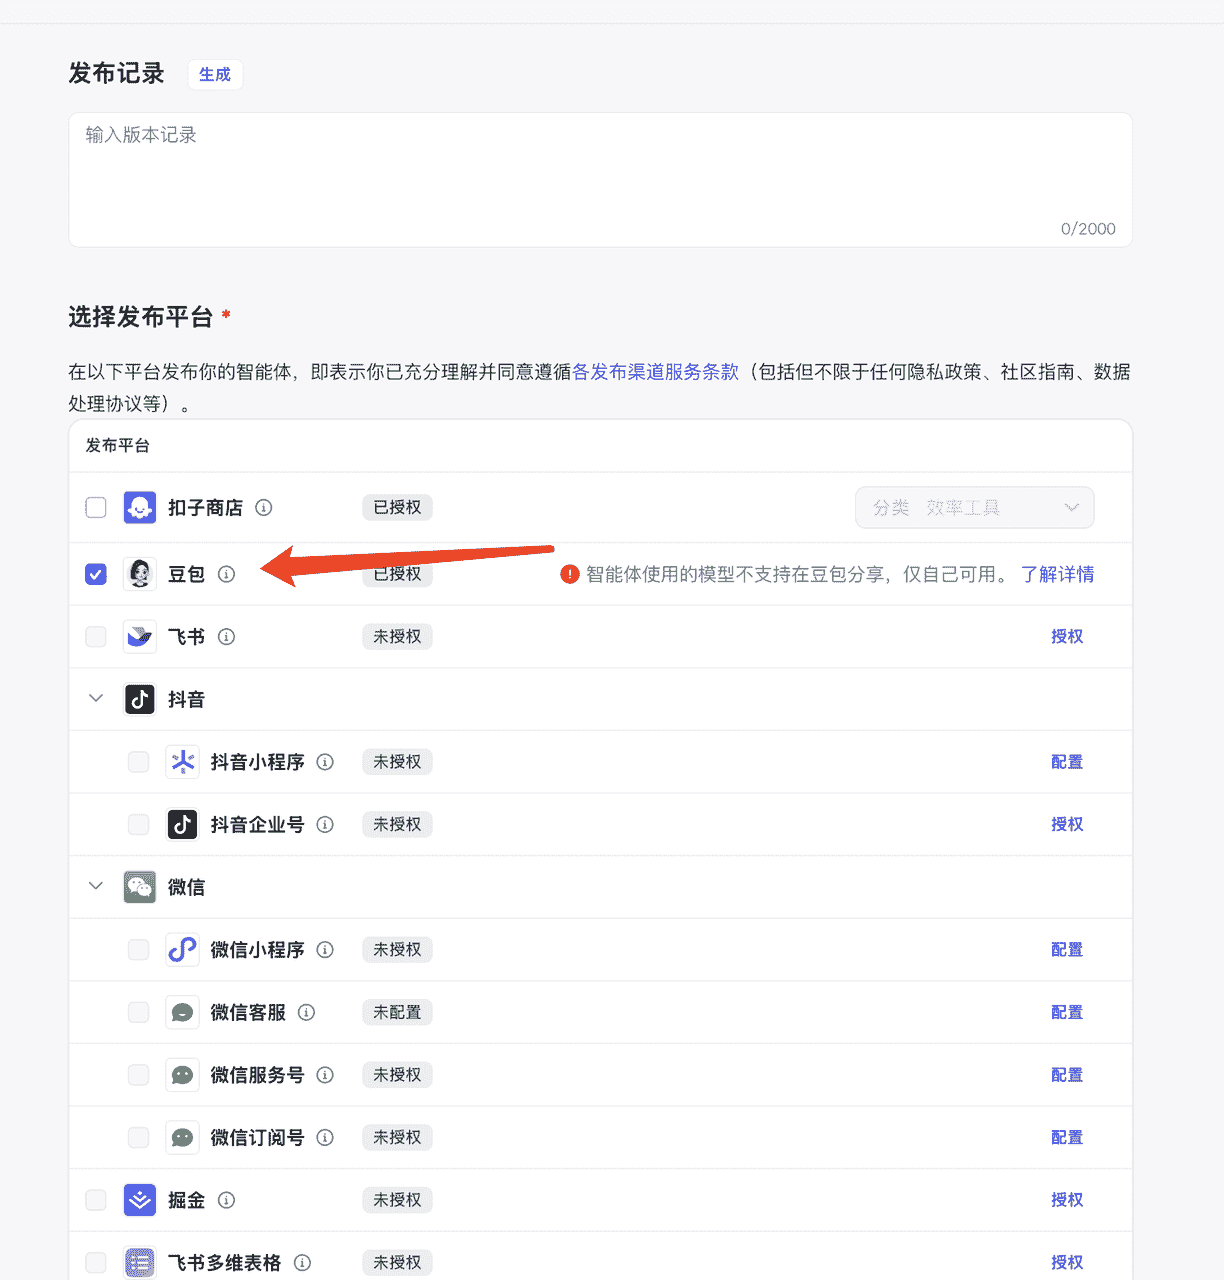 发布记录 生成
输入版本记录
0/2000
选择发布平台 *
在以下平台发布你的智能体，即表示你已充分理解并同意遵循各发布渠道服务条款（包括但不限于任何隐私政策、社区指南、数据
处理协议等）。
发布平台
扣子商店 已授权 分类 效率工具
豆包 已授权 智能体使用的模型不支持在豆包分享，仅自己可用。 了解详情
飞书 未授权 授权
抖音
抖音小程序 未授权 配置
抖音企业号 未授权 授权
微信
微信小程序 未授权 配置
微信客服 未配置 配置
微信服务号 未授权 配置
微信订阅号 未授权 配置
掘金 未授权 授权
飞书多维表格 未授权 授权